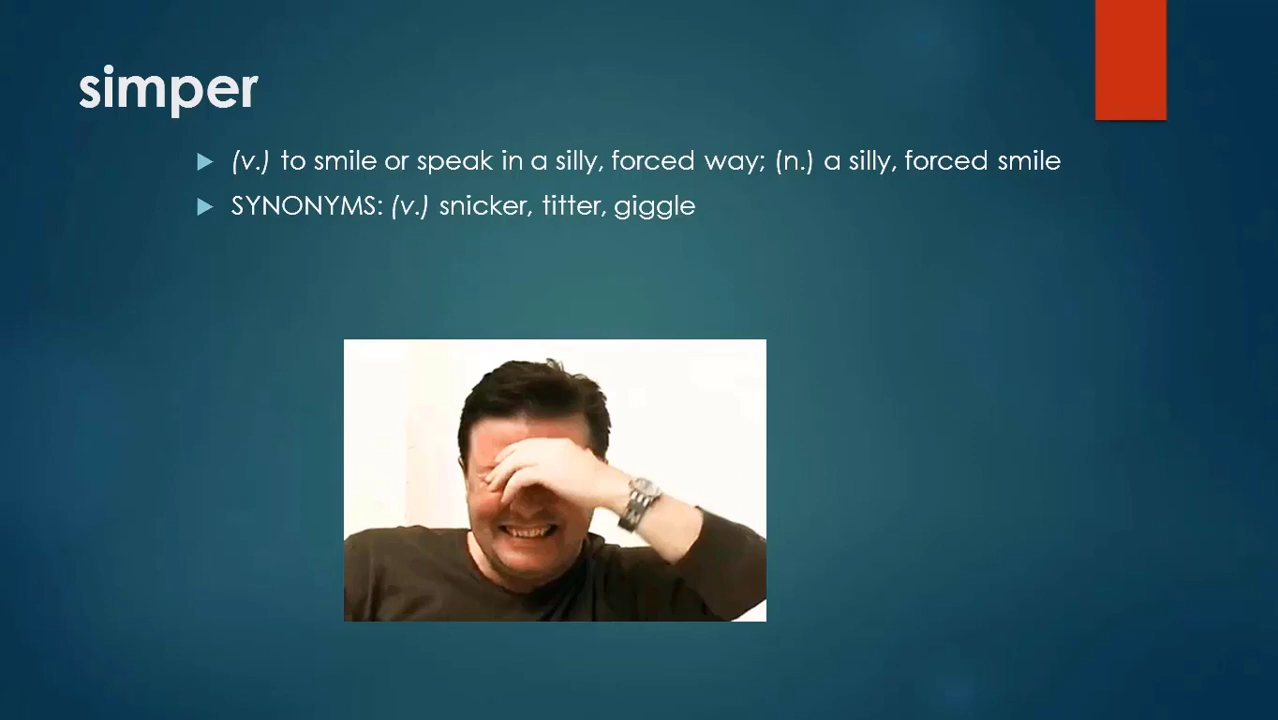 simper
(v.) to smile or speak in a silly, forced way; (n.) a silly, forced smile
SYNONYMS: (v.) snicker, titter, giggle